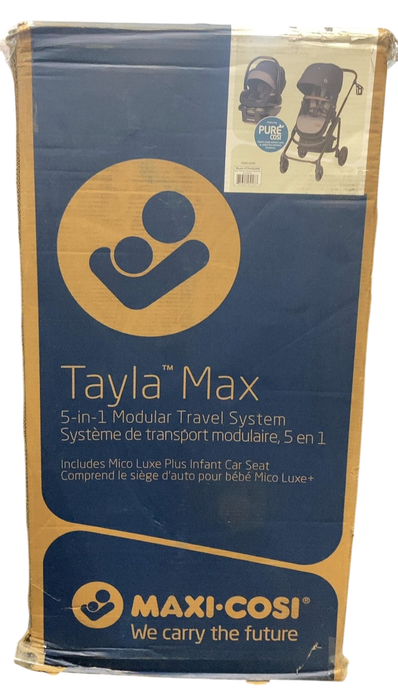 PURE
COSI
Tayla™ Max
5-in-1 Modular Travel System
Système de transport modulaire, 5 en 1
Includes Mico Luxe Plus Infant Car Seat
Comprend le siège d'auto pour bébé Mico Luxe+
MAXI·COSI®
We carry the future